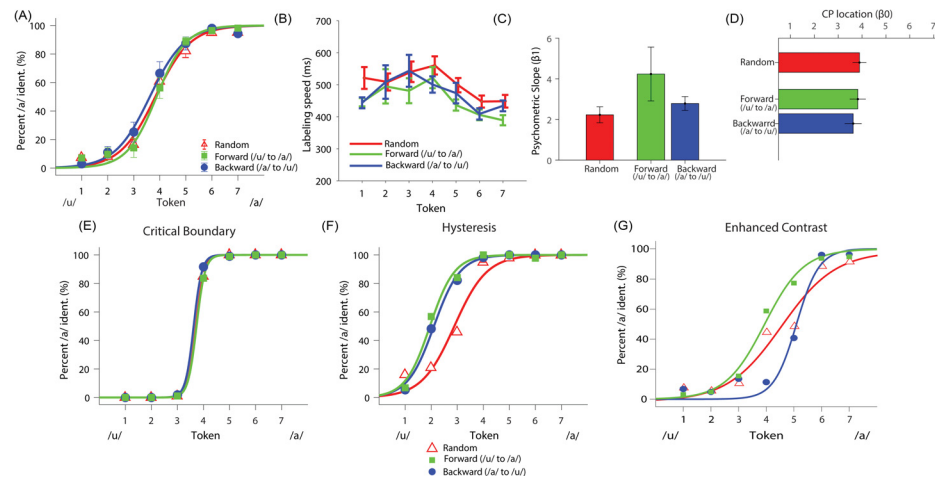 (A)
Percent /a/ ident. (%)
100
80
60
40
20
0
1 2 3 4 5 6 7
/u/ Token /a/
Random
Forward (/u/ to /a/)
Backward (/a/ to /u/)
(B)
Labeling speed (ms)
600
500
400
300
200
1 2 3 4 5 6 7
Token
Random
Forward (/u/ to /a/)
Backward (/a/ to /u/)
(C)
Psychometric Slope (β1)
6
4
2
0
Random
Forward
(/u/ to /a/)
Backward
(/a/ to /u/)
(D)
CP location (β0)
1 2 3 4 5 6 7
Random
Forward
(/u/ to /a/)
Backwarrd
(/a/ to /u/)
(E)
Critical Boundary
Percent /a/ ident. (%)
100
80
60
40
20
0
1 2 3 4 5 6 7
/u/ Token /a/
(F)
Hysteresis
Percent /a/ ident. (%)
100
80
60
40
20
0
1 2 3 4 5 6 7
/u/ Token /a/
(G)
Enhanced Contrast
Percent /a/ ident. (%)
100
80
60
40
20
0
1 2 3 4 5 6 7
/u/ Token /a/
Random
Forward (/u/ to /a/)
Backward (/a/ to /u/)